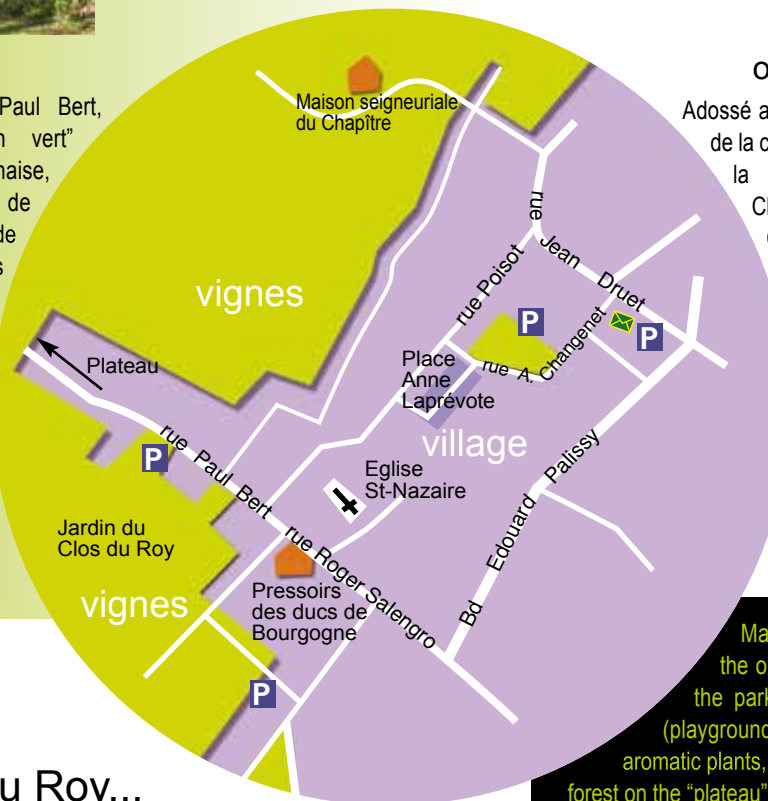 Paul Bert,
vert”
naise,
de
de
s
O
Adossé a
de la c
la
Cl
Maison seigneuriale
du Chapître
vignes
rue Jean Druet
rue Poisot
P
P
rue A. Changenet
Place
Anne
Laprévote
Plateau
village
P
rue Paul Bert
Eglise
St-Nazaire
Bd Edouard Palissy
Jardin du
Clos du Roy
rue Roger Salengro
vignes
Pressoirs
des ducs de
Bourgogne
P
Ma
the o
the park
(playground
aromatic plants,
forest on the “plateau”
u Roy...